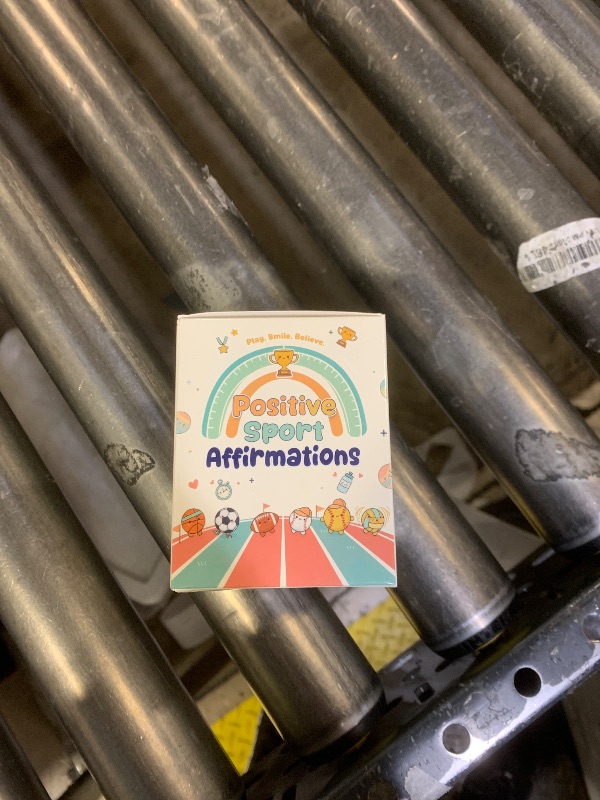 Play. Smile. Believe.
Positive
Sport
Affirmations